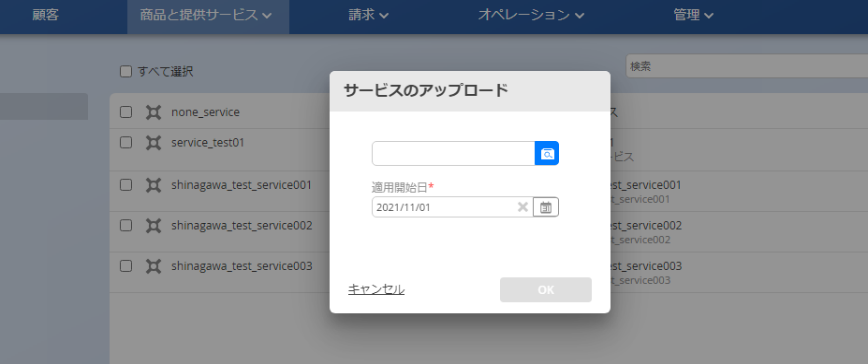 顧客 商品と提供サービス 請求 オペレーション 管理
すべて選択
検索
サービスのアップロード
none_service
ス
service_test01
1
ービス
適用開始日*
shinagawa_test_service001
est_service001
t_service001
2021/11/01
shinagawa_test_service002
est_service002
t_service002
shinagawa_test_service003
est_service003
t_service003
キャンセル
OK